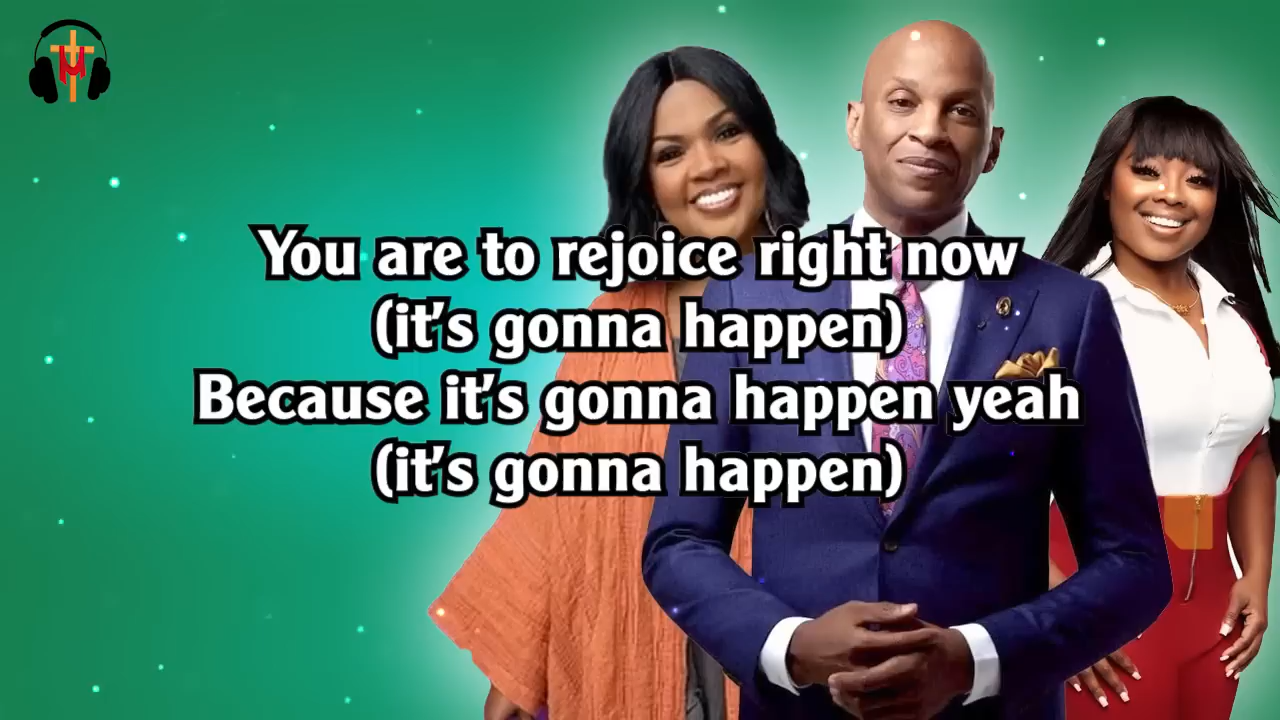 You are to rejoice right now
(it's gonna happen)
Because it's gonna happen yeah
(it's gonna happen)